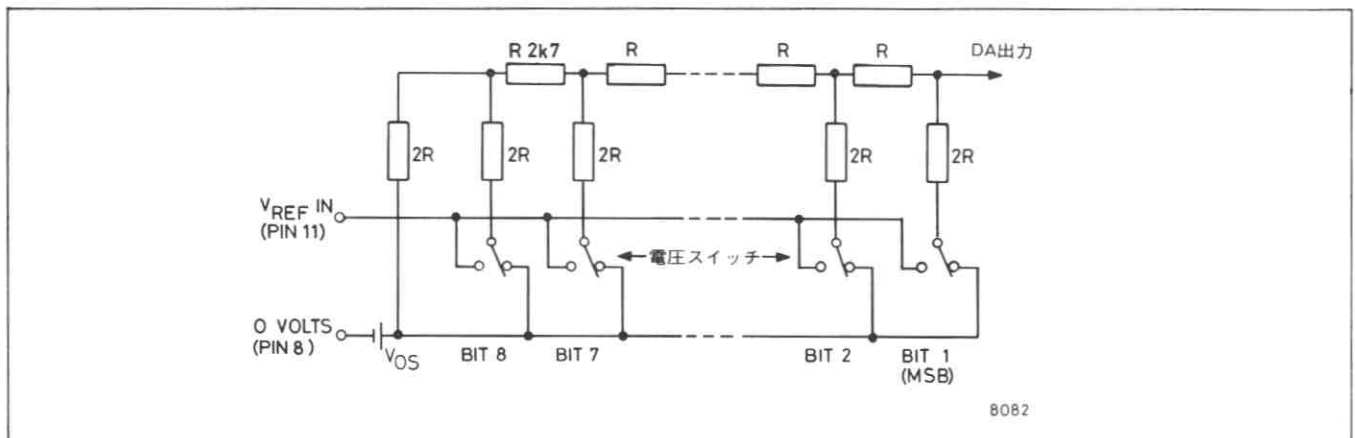 R 2k7
R
R
R
DA出力
2R
2R
2R
2R
2R
VREF IN
(PIN 11)
←電圧スイッチ→
0 VOLTS
(PIN 8)
VOS
BIT 8
BIT 7
BIT 2
BIT 1
(MSB)
8082